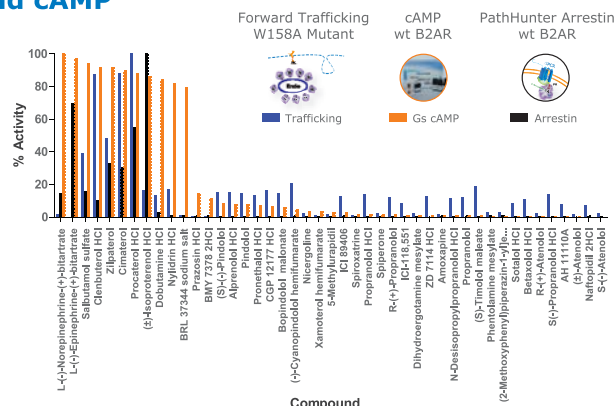 nd cAMP
Forward Trafficking
W158A Mutant
cAMP
wt B2AR
PathHunter Arrestin
wt B2AR
Trafficking
Gs cAMP
Arrestin
% Activity
100
80
60
40
20
0
L-(-)-Norepinephrine-(+)-bitartrate
L-(-)-Epinephrine-(+)-bitartrate
Salbutamol sulfate
Clenbuterol HCl
Zilpaterol
Cimaterol
Procaterol HCl
(±)-Isoproterenol HCl
Dobutamine HCl
Nylidrin HCl
BRL 37344 sodium salt
Prazosin HCl
BMY 7378 2HCl
(S)-(-)-Pindolol
Alprenolol HCl
Pindolol
Pronethalol HCl
CGP 12177 HCl
Bopindolol malonate
(-)-Cyanopindolol hemifumarate
Nicergoline
Xamoterol hemifumarate
5-Methylurapidil
ICI 89406
Spiroxatrine
Propranolol HCl
Spiperone
R-(+)-Propranolol
ICI-118,551
Dihydroergotamine mesylate
ZD 7114 HCl
Amoxapine
N-Desisopropylpropranolol HCl
Propranolol
(S)-Timolol maleate
Phentolamine mesylate
(2-Methoxyphenyl)piperazin-1-yl]e...
Sotalol HCl
Betaxolol HCl
R-(+)-Atenolol
S(-)-Propranolol HCl
AH 11110A
(±)-Atenolol
Naftopidil 2HCl
S-(-)-Atenolol
Compound